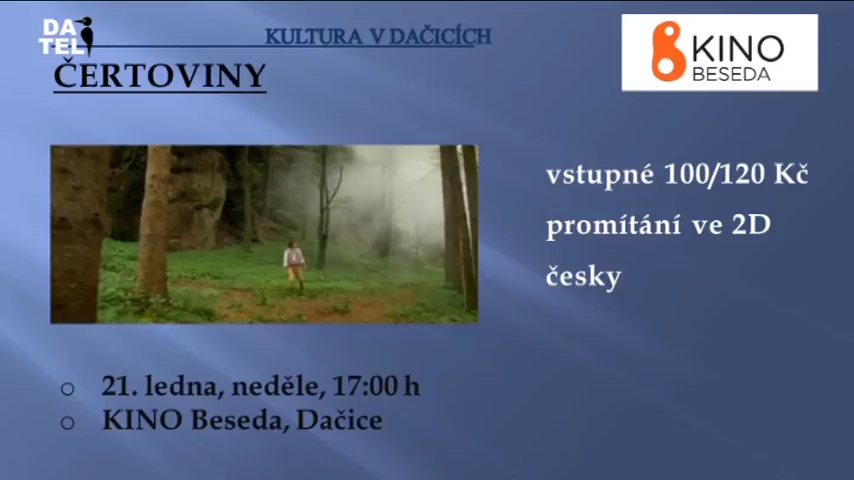 DA
TEL
KULTURA V DAČICÍCH
KINO
BESEDA
ČERTOVINY
vstupné 100/120 Kč
promítání ve 2D
česky
21. ledna, neděle, 17:00 h
KINO Beseda, Dačice